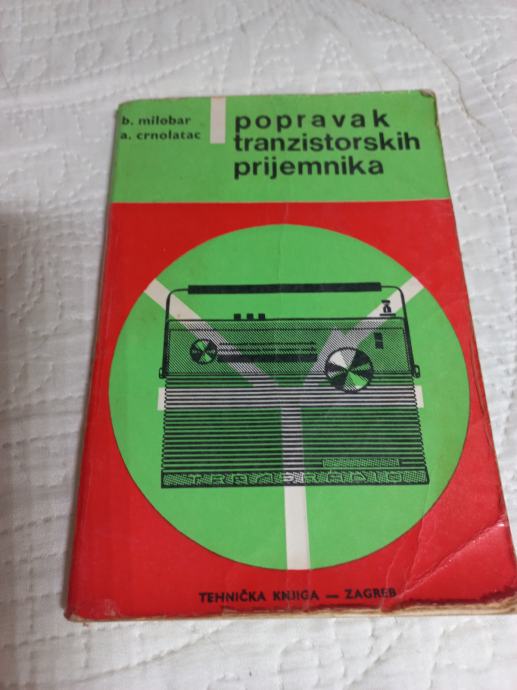 b. milobar
a. crnolatac
popravak
tranzistorskih
prijemnika
TEHNIČKA KNJIGA — ZAGREB